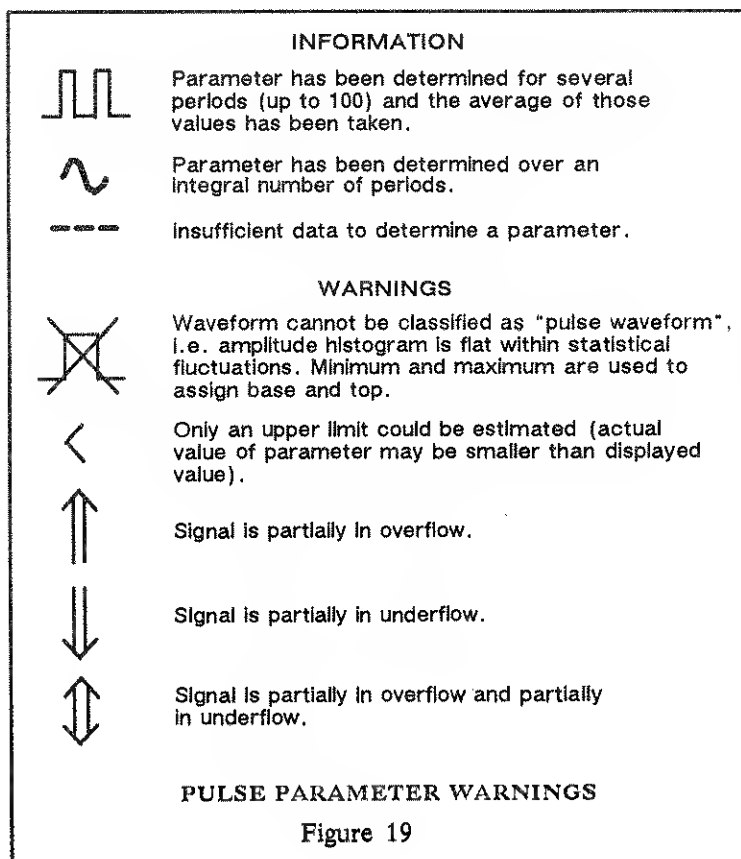 INFORMATION
Parameter has been determined for several
periods (up to 100) and the average of those
values has been taken.
Parameter has been determined over an
integral number of periods.
insufficient data to determine a parameter.
WARNINGS
Waveform cannot be classified as "pulse waveform",
i.e. amplitude histogram is flat within statistical
fluctuations. Minimum and maximum are used to
assign base and top.
Only an upper limit could be estimated (actual
value of parameter may be smaller than displayed
value).
Signal is partially in overflow.
Signal is partially in underflow.
Signal is partially in overflow and partially
in underflow.
PULSE PARAMETER WARNINGS
Figure 19